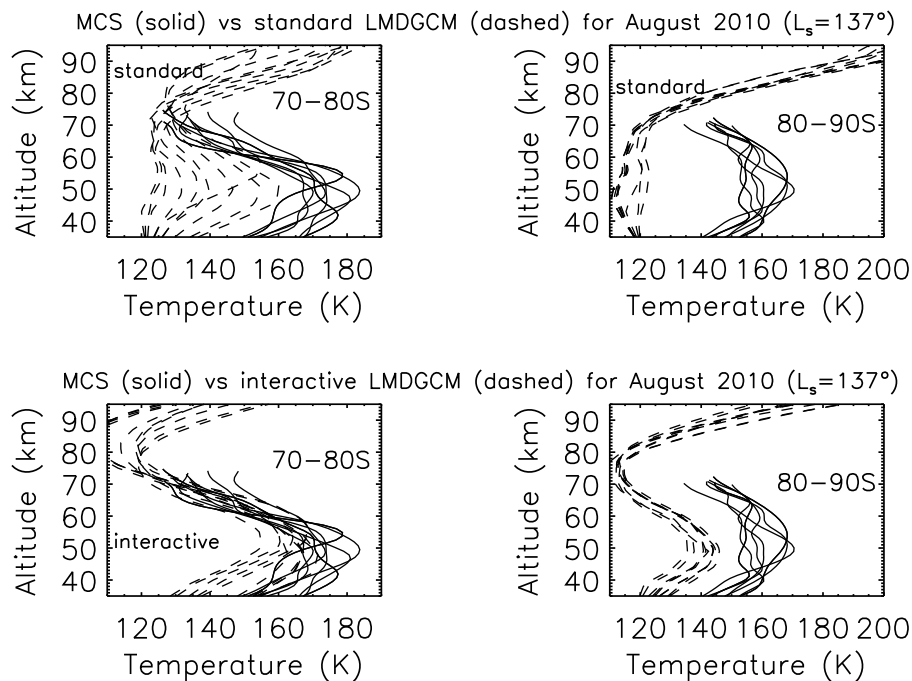 MCS (solid) vs standard LMDGCM (dashed) for August 2010 (Ls=137°)
90
80
70
60
50
40
Altitude (km)
standard
70−80S
120 140 160 180
Temperature (K)
90
80
70
60
50
40
Altitude (km)
standard
80−90S
120 140 160 180 200
Temperature (K)
MCS (solid) vs interactive LMDGCM (dashed) for August 2010 (Ls=137°)
90
80
70
60
50
40
Altitude (km)
70−80S
interactive
120 140 160 180
Temperature (K)
90
80
70
60
50
40
Altitude (km)
80−90S
120 140 160 180 200
Temperature (K)